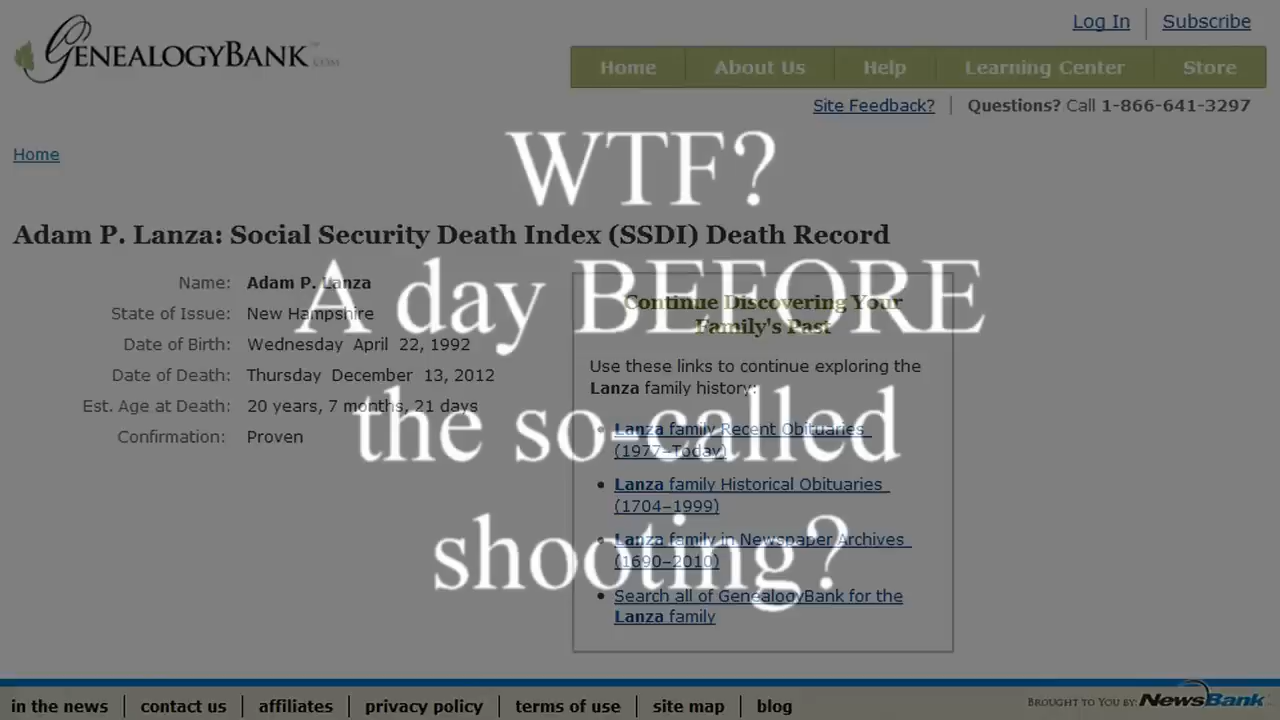 GENEALOGYBANK.COM
Log In | Subscribe
Home About Us Help Learning Center Store
Site Feedback? | Questions? Call 1-866-641-3297
Home
WTF?
A day BEFORE
the so-called
shooting?
Adam P. Lanza: Social Security Death Index (SSDI) Death Record
Name: Adam P. Lanza
State of Issue: New Hampshire
Date of Birth: Wednesday April 22, 1992
Date of Death: Thursday December 13, 2012
Est. Age at Death: 20 years, 7 months, 21 days
Confirmation: Proven
Continue Discovering Your
Family's Past
Use these links to continue exploring the
Lanza family history:
• Lanza family Recent Obituaries
(1977–Today)
• Lanza family Historical Obituaries
(1704–1999)
• Lanza family in Newspaper Archives
(1690–2010)
• Search all of GenealogyBank for the
Lanza family
in the news | contact us | affiliates | privacy policy | terms of use | site map | blog
BROUGHT TO YOU BY: NewsBank